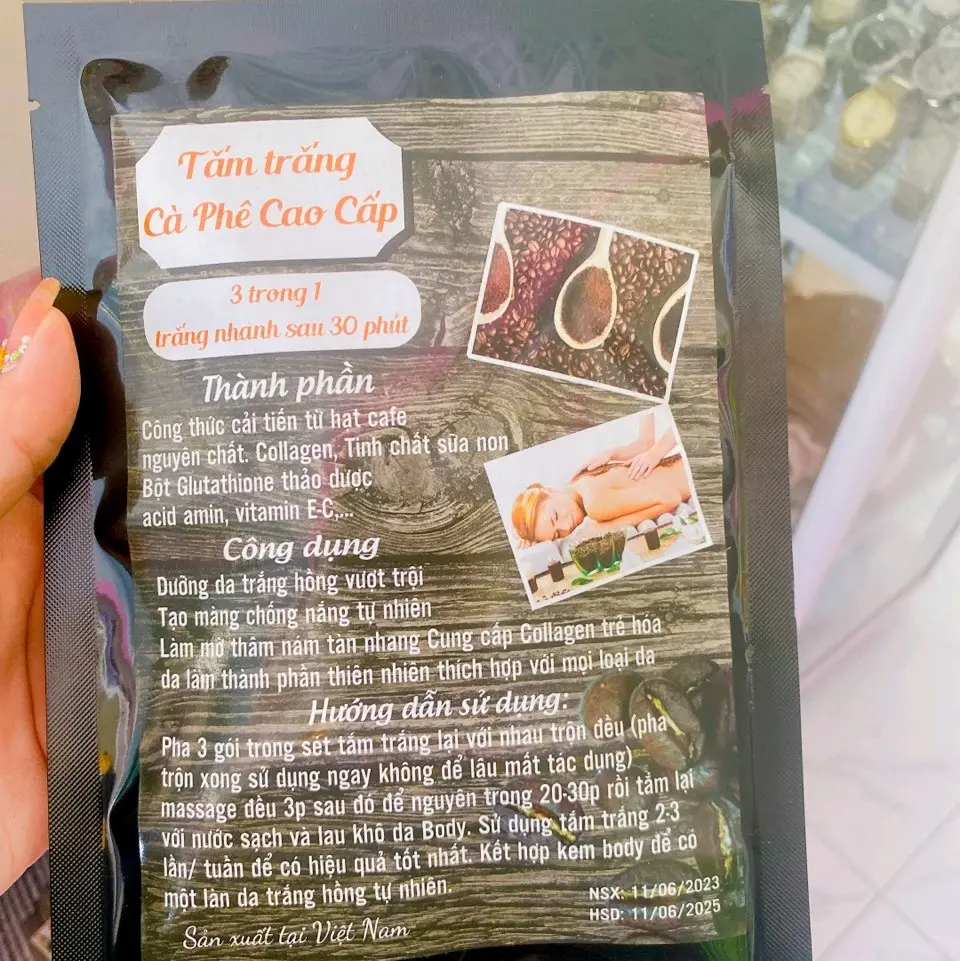 Tắm trắng
Cà Phê Cao Cấp
3 trong 1
trắng nhanh sau 30 phút
Thành phần
Công thức cải tiến từ hạt cafe
nguyên chất. Collagen, Tinh chất sữa non
Bột Glutathione thảo dược
acid amin, vitamin E-C,...
Công dụng
Dưỡng da trắng hồng vượt trội
Tạo màng chống nắng tự nhiên
Làm mờ thâm nám tàn nhang Cung cấp Collagen trẻ hóa
da làm thành phần thiên nhiên thích hợp với mọi loại da
Hướng dẫn sử dụng:
Pha 3 gói trong sét tắm trắng lại với nhau trộn đều (pha
trộn xong sử dụng ngay không để lâu mất tác dụng)
massage đều 3p sau đó để nguyên trong 20-30p rồi tắm lại
với nước sạch và lau khô da Body. Sử dụng tắm trắng 2-3
lần/ tuần để có hiệu quả tốt nhất. Kết hợp kem body để có
một làn da trắng hồng tự nhiên.
NSX: 11/06/2023
HSD: 11/06/2025
Sản xuất tại Việt Nam